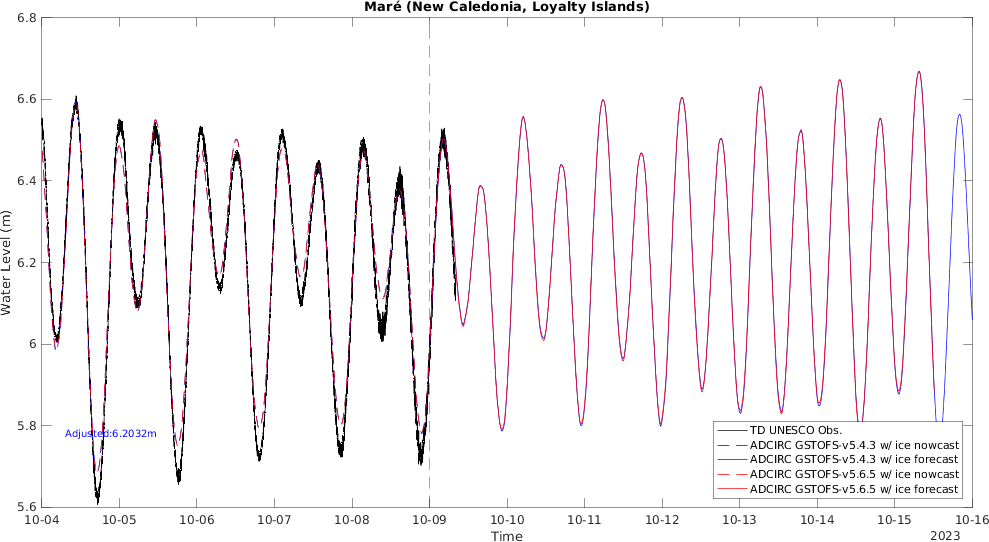 Maré (New Caledonia, Loyalty Islands)
6.8
6.6
6.4
6.2
6
5.8
5.6
Water Level (m)
Adjusted:6.2032m
TD UNESCO Obs.
ADCIRC GSTOFS-v5.4.3 w/ ice nowcast
ADCIRC GSTOFS-v5.4.3 w/ ice forecast
ADCIRC GSTOFS-v5.6.5 w/ ice nowcast
ADCIRC GSTOFS-v5.6.5 w/ ice forecast
10-04 10-05 10-06 10-07 10-08 10-09 10-10 10-11 10-12 10-13 10-14 10-15 10-16
Time
2023